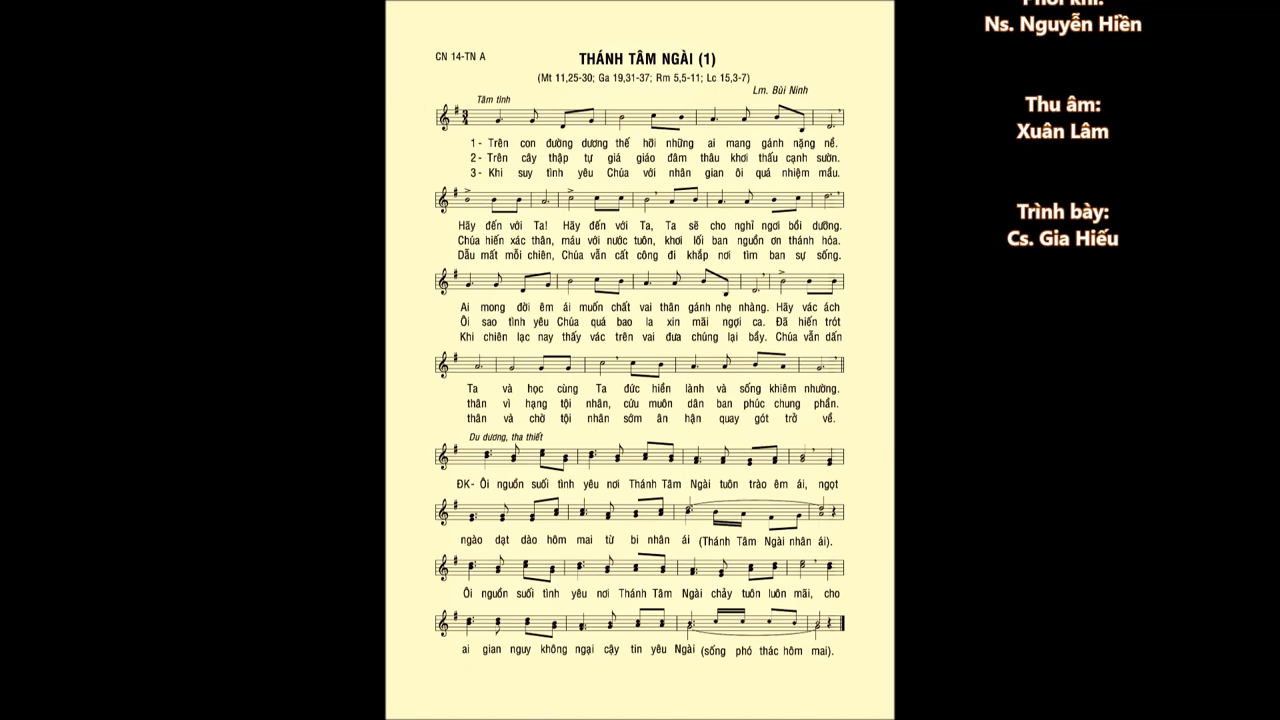 CN 14-TN A
THÁNH TÂM NGÀI (1)
(Mt 11,25-30; Ga 19,31-37; Rm 5,5-11; Lc 15,3-7)
Lm. Bùi Ninh
Tâm tình
1- Trên con đường dương thế hỡi những ai mang gánh nặng nề.
2- Trên cây thập tự giá giáo đâm thâu khơi thấu cạnh sườn.
3- Khi suy tình yêu Chúa với nhân gian ôi quá nhiệm mầu.
Hãy đến với Ta! Hãy đến với Ta, Ta sẽ cho nghỉ ngơi bồi dưỡng.
Chúa hiến xác thân, máu với nước tuôn, khơi lối ban nguồn ơn thánh hóa.
Dẫu mất mỗi chiên, Chúa vẫn cất công đi khắp nơi tìm ban sự sống.
Ai mong đời êm ái muốn chất vai thân gánh nhẹ nhàng. Hãy vác ách
Ôi sao tình yêu Chúa quá bao la xin mãi ngợi ca. Đã hiến trót
Khi chiên lạc nay thấy vác trên vai đưa chúng lại bầy. Chúa vẫn dấn
Ta và học cùng Ta đức hiền lành và sống khiêm nhường.
thân vì hạng tội nhân, cứu muôn dân ban phúc chung phần.
thân và chờ tội nhân sớm ăn hận quay gót trở về.
Du dương, tha thiết
ĐK- Ôi nguồn suối tình yêu nơi Thánh Tâm Ngài tuôn trào êm ái, ngọt
ngào dạt dào hôm mai từ bi nhân ái (Thánh Tâm Ngài nhân ái).
Ôi nguồn suối tình yêu nơi Thánh Tâm Ngài chảy tuôn luôn mãi, cho
ai gian nguy không ngại cậy tin yêu Ngài (sống phó thác hôm mai).
Phối khí:
Ns. Nguyễn Hiền
Thu âm:
Xuân Lâm
Trình bày:
Cs. Gia Hiếu